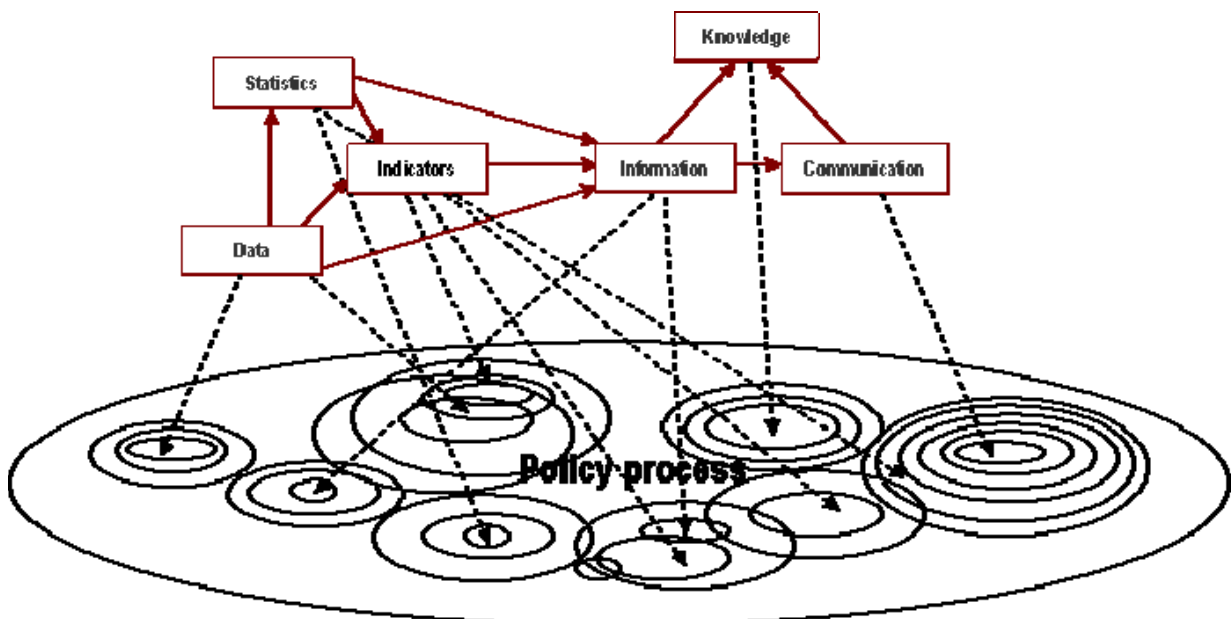 Knowledge
Statistics
Indicators
Information
Communication
Data
Policy process